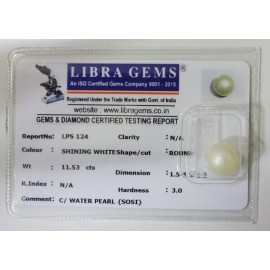 LIBRA GEMS
An ISO Certified Gems Company 9001 - 2015
Registered Under the Trade Marks with Govt. of India
website : www.libragems.co.in
GEMS & DIAMOND CERTIFIED TESTING REPORT
ReportNo: LPS 124 Clarity : N/A
Colour : SHINING WHITE Shape/cut : ROUND
Wt : 11.53 cts
Dimension :
R.Index : N/A
Hardness : 3.0
Comment : C/ WATER PEARL {SOSI}